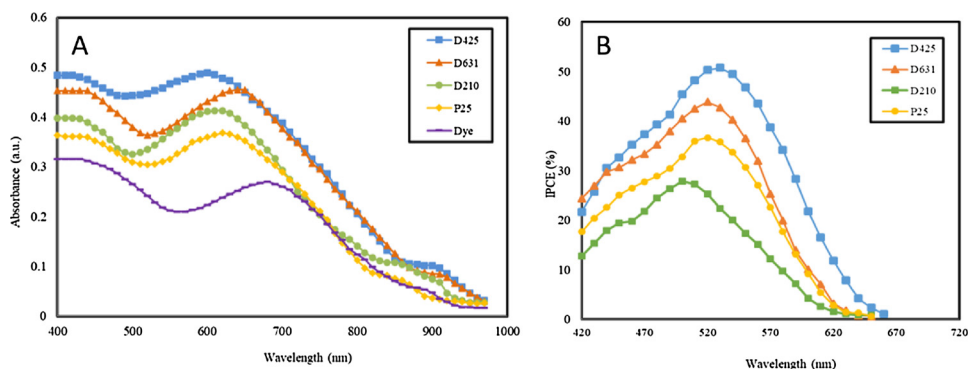 A
0.6
0.5
0.4
0.3
0.2
0.1
0
400
500
600
700
800
900
1000
Absorbance (a.u.)
Wavelength (nm)
D425
D631
D210
P25
Dye
B
60
50
40
30
20
10
0
420
470
520
570
620
670
720
IPCE (%)
Wavelength (nm)
D425
D631
D210
P25